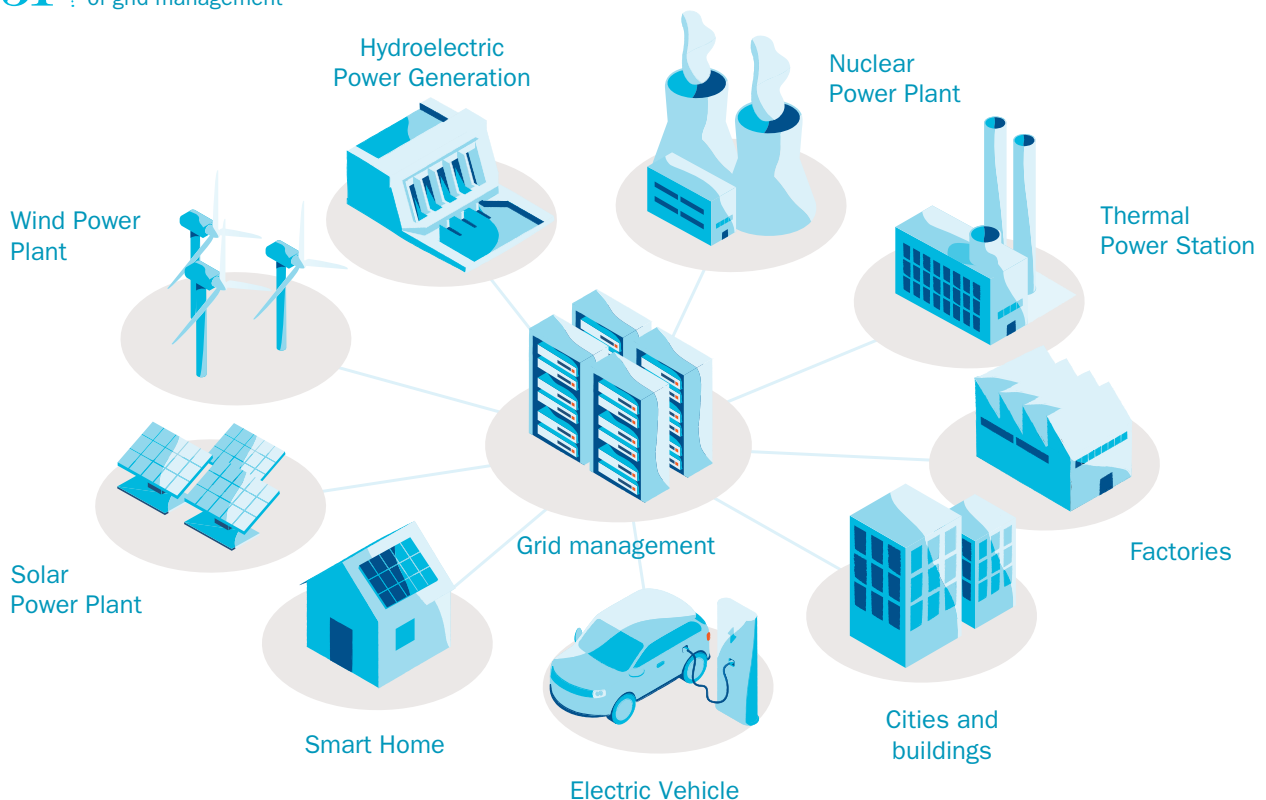 of grid management
Hydroelectric
Power Generation
Nuclear
Power Plant
Wind Power
Plant
Thermal
Power Station
Grid management
Factories
Solar
Power Plant
Smart Home
Cities and
buildings
Electric Vehicle